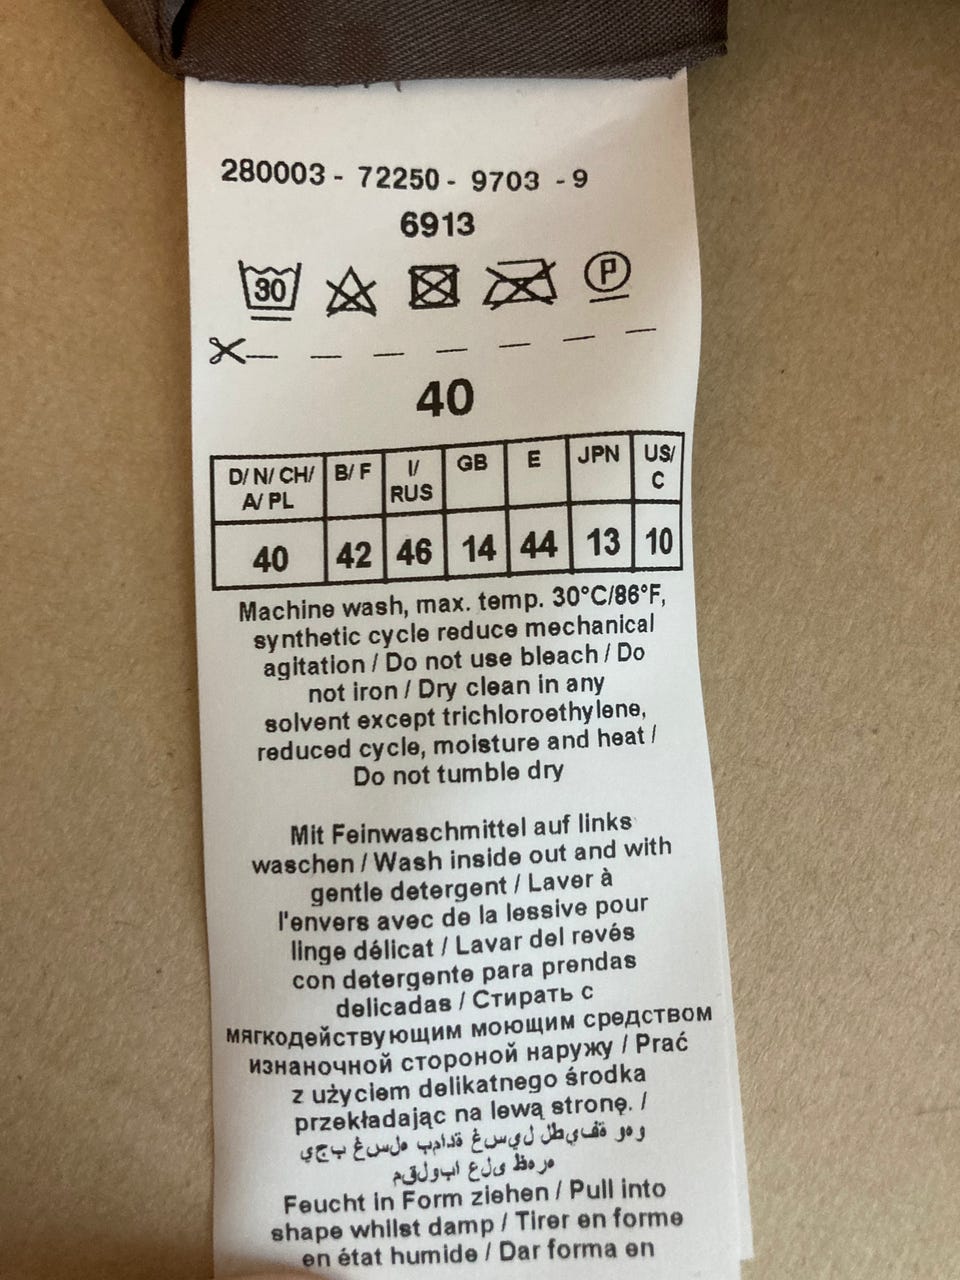 280003 - 72250 - 9703 - 9
6913
30 P
40
D/ N/ CH/ A/ PL B/ F I/ RUS GB E JPN US/ C
40 42 46 14 44 13 10
Machine wash, max. temp. 30°C/86°F,
synthetic cycle reduce mechanical
agitation / Do not use bleach / Do
not iron / Dry clean in any
solvent except trichloroethylene,
reduced cycle, moisture and heat /
Do not tumble dry
Mit Feinwaschmittel auf links
waschen / Wash inside out and with
gentle detergent / Laver à
l'envers avec de la lessive pour
linge délicat / Lavar del revés
con detergente para prendas
delicadas / Стирать с
мягкодействующим моющим средством
изнаночной стороной наружу / Prać
z użyciem delikatnego środka
przekładając na lewą stronę. /
Feucht in Form ziehen / Pull into
shape whilst damp / Tirer en forme
en état humide / Dar forma en